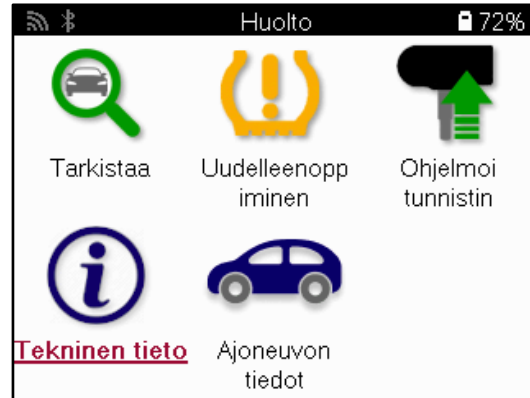 Huolto 72%
Tarkistaa
Uudelleenopp
iminen
Ohjelmoi
tunnistin
Tekninen tieto
Ajoneuvon
tiedot